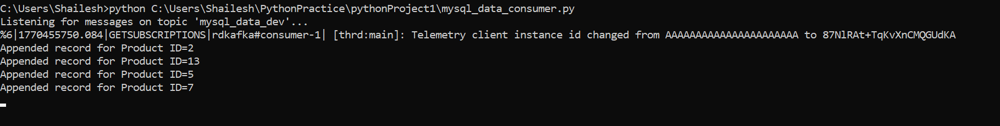 C:\Users\Shailesh>python C:\Users\Shailesh\PythonPractice\pythonProject1\mysql_data_consumer.py
Listening for messages on topic 'mysql_data_dev'...
%6|1770455750.084|GETSUBSCRIPTIONS|rdkafka#consumer-1| [thrd:main]: Telemetry client instance id changed from AAAAAAAAAAAAAAAAAAAAAA to 87NlRAt+TqKvXnCMQGUdKA
Appended record for Product ID=2
Appended record for Product ID=13
Appended record for Product ID=5
Appended record for Product ID=7